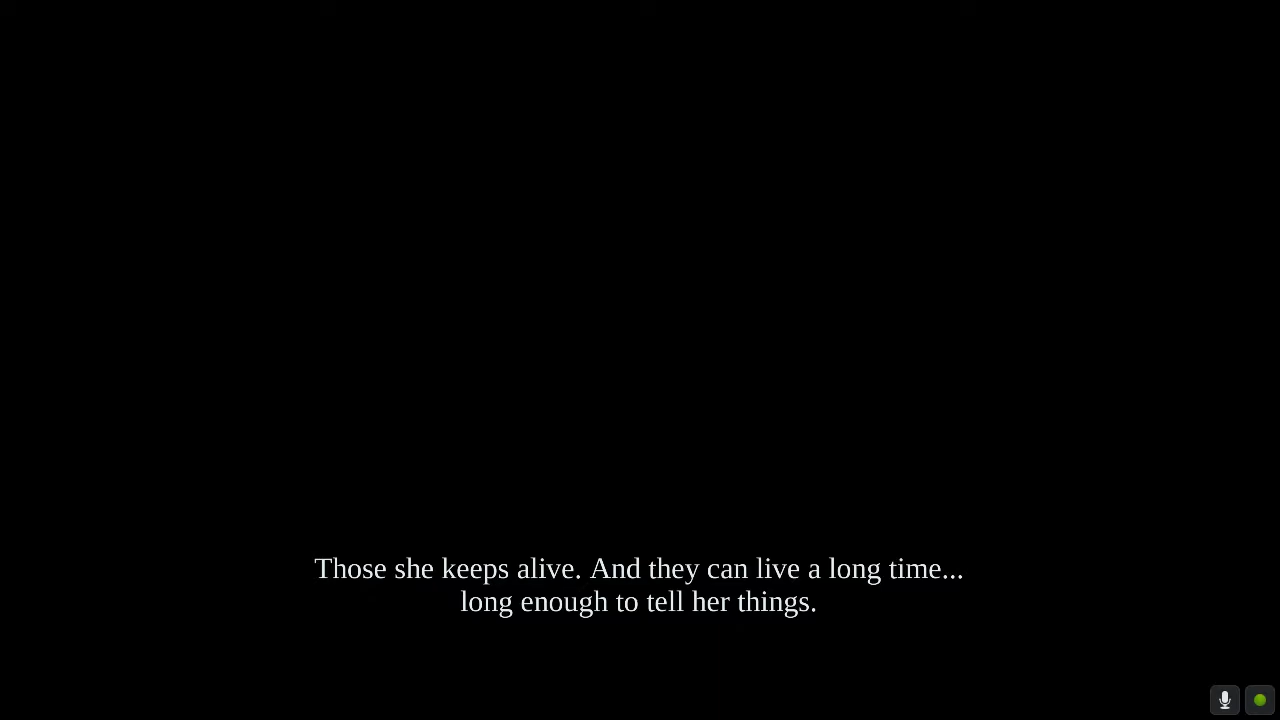 Those she keeps alive. And they can live a long time...
long enough to tell her things.